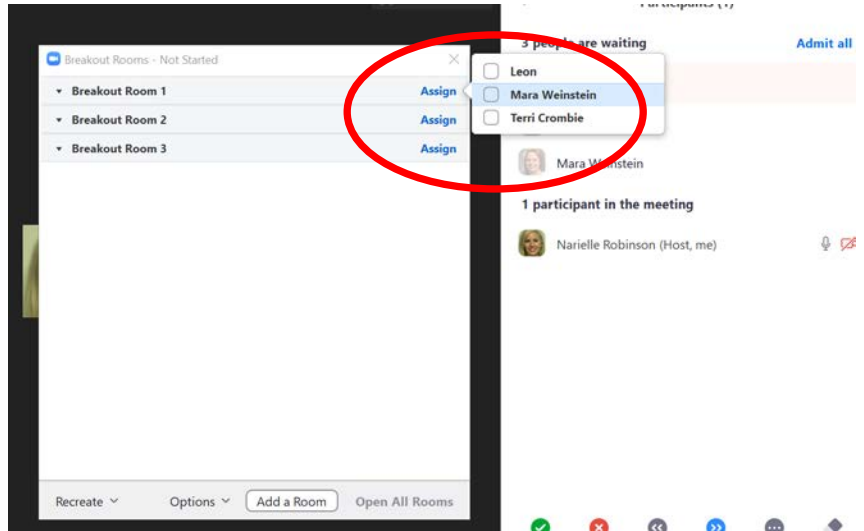 Participants (1)
3 people are waiting
Admit all
Breakout Rooms - Not Started
Breakout Room 1
Assign
Breakout Room 2
Assign
Breakout Room 3
Assign
Leon
Mara Weinstein
Terri Crombie
Mara Weinstein
1 participant in the meeting
Narielle Robinson (Host, me)
Recreate
Options
Add a Room
Open All Rooms